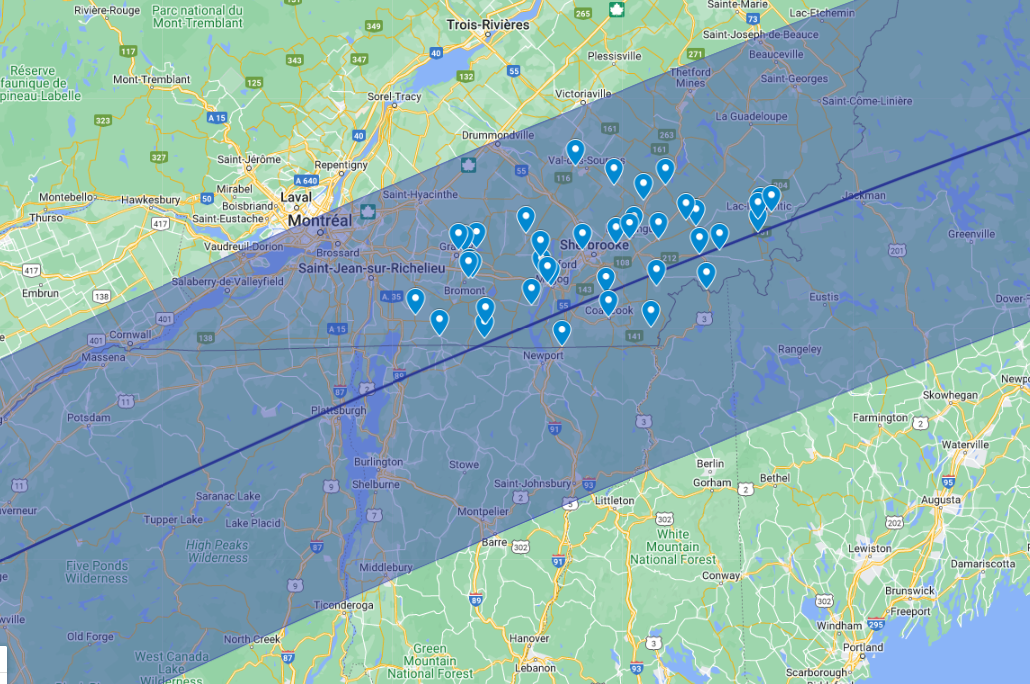 Rivière-Rouge
Parc national du
Mont-Tremblant
Trois-Rivières
Sainte-Marie
Lac-Etchemin
Saint-Joseph-de-Beauce
Beauceville
Plessisville
Réserve
faunique de
pineau-Labelle
Mont-Tremblant
Sorel-Tracy
Victoriaville
Thetford
Mines
Saint-Georges
Saint-Côme-Linière
La Guadeloupe
Drummondville
Saint-Jérôme
Repentigny
Mirabel
Boisbriand
Laval
Montebello
Hawkesbury
Thurso
Saint-Eustache
Montréal
Saint-Hyacinthe
Jackman
Greenville
Vaudreuil-Dorion
Brossard
Sherbrooke
Saint-Jean-sur-Richelieu
Salaberry-de-Valleyfield
Bromont
Embrun
Eustis
Dover-
Cornwall
Massena
Newport
Rangeley
Potsdam
Plattsburgh
Skowhegan
Newpo
Farmington
Waterville
Burlington
Stowe
Shelburne
Saint-Johnsbury
Berlin
Gorham
Bethel
Augusta
Saranac Lake
Tupper Lake
Lake Placid
uverneur
Montpelier
Littleton
Barre
High Peaks
Wilderness
White
Mountain
National Forest
Lewiston
Five Ponds
Wilderness
Middlebury
Conway
Damariscotta
Brunswick
Freeport
Ticonderoga
Windham
Portland
Old Forge
North Creek
Hanover
Lebanon
Green
Mountain
National Forest
West Canada
Lake
Wilderness
Scarborough